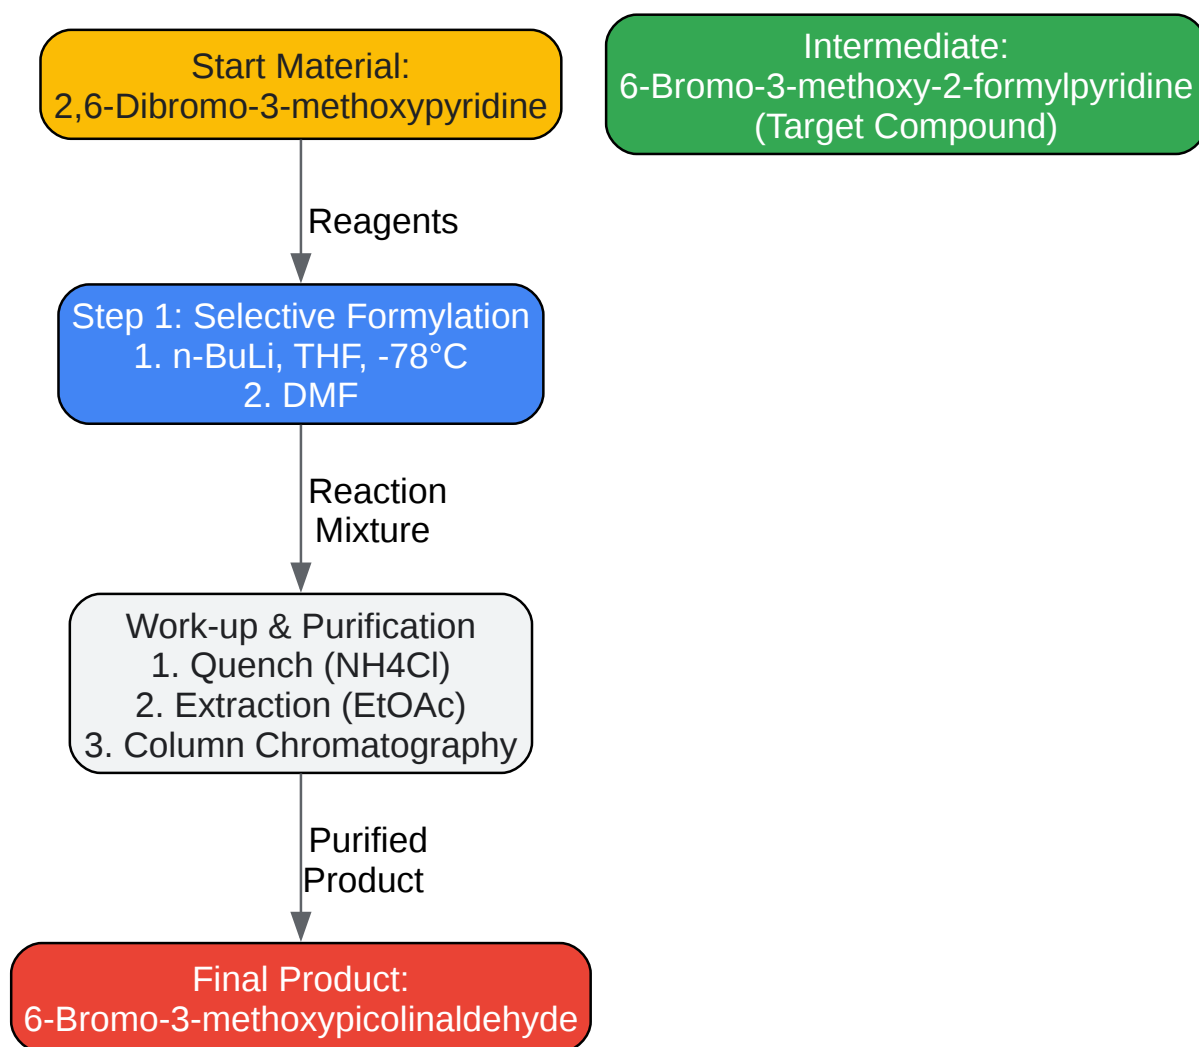 Start Material:
2,6-Dibromo-3-methoxypyridine
Intermediate:
6-Bromo-3-methoxy-2-formylpyridine
(Target Compound)
Reagents
Step 1: Selective Formylation
1. n-BuLi, THF, -78°C
2. DMF
Reaction
Mixture
Work-up & Purification
1. Quench (NH4Cl)
2. Extraction (EtOAc)
3. Column Chromatography
Purified
Product
Final Product:
6-Bromo-3-methoxypicolinaldehyde